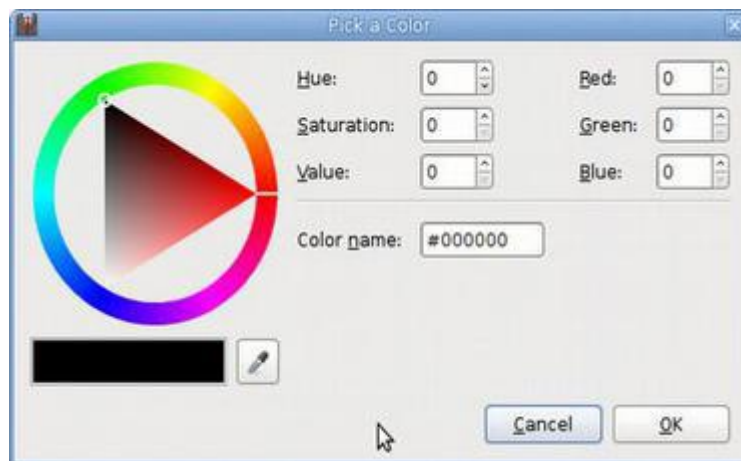 Pick a Color
Hue: 0 Red: 0
Saturation: 0 Green: 0
Value: 0 Blue: 0
Color name: #000000
Cancel OK